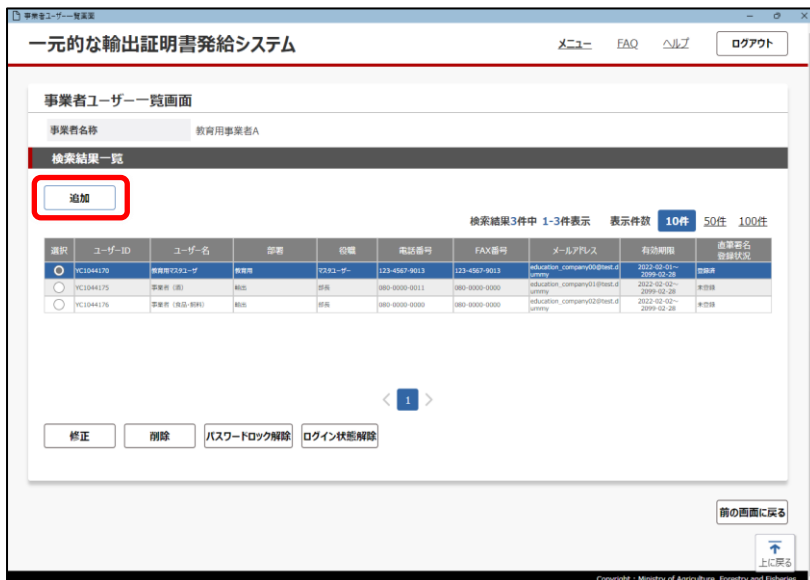 事業者ユーザー一覧画面
一元的な輸出証明書発給システム
メニュー FAQ ヘルプ ログアウト
事業者ユーザー一覧画面
事業者名称 教育用事業者A
検索結果一覧
追加
検索結果3件中 1-3件表示 表示件数 10件 50件 100件
選択 ユーザーID ユーザー名 部署 役職 電話番号 FAX番号 メールアドレス 有効期限 直筆署名登録状況
YC1044170 教育用マスタユーザ 教育用 マスタユーザー 123-4567-9013 123-4567-9013 education_company00@test.dummy 2022-02-01～2099-02-28 登録済
YC1044175 輸出 部長 080-0000-0011 080-0000-0000 education_company01@test.dummy 2022-02-02～2099-02-28 未登録
YC1044176 事業者（食品・飼料） 輸出 部長 080-0000-0000 080-0000-0000 education_company02@test.dummy 2022-02-02～2099-02-28 未登録
< 1 >
修正 削除 パスワードロック解除 ログイン状態解除
前の画面に戻る
上に戻る
Copyright : Ministry of Agriculture, Forestry and Fisheries